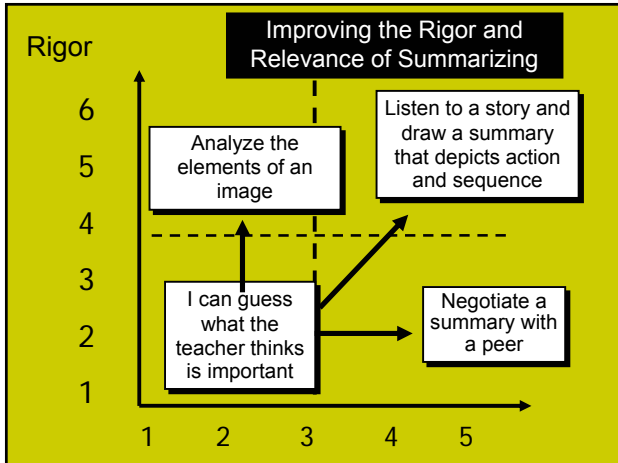 Improving the Rigor and
Relevance of Summarizing
Rigor
6
5
4
3
2
1
Analyze the
elements of an
image
Listen to a story and
draw a summary
that depicts action
and sequence
I can guess
what the
teacher thinks
is important
Negotiate a
summary with
a peer
1 2 3 4 5